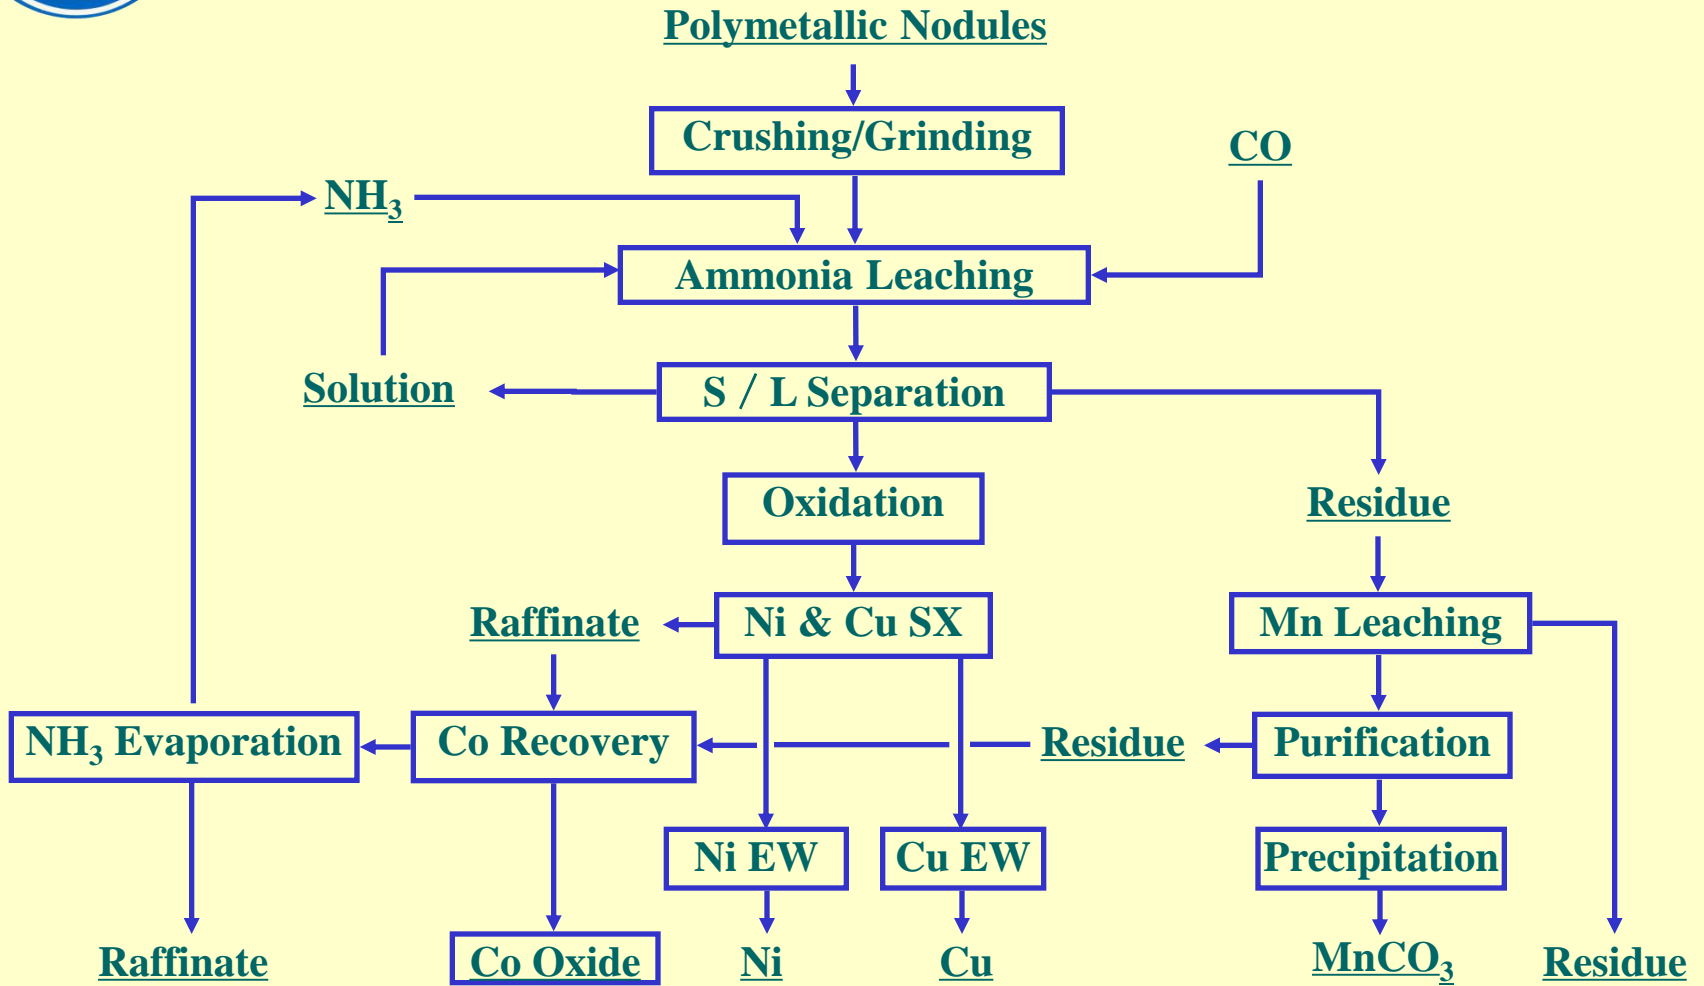 Polymetallic Nodules
Crushing/Grinding
CO
NH₃
Ammonia Leaching
Solution
S / L Separation
Oxidation
Residue
Raffinate
Ni & Cu SX
Mn Leaching
NH₃ Evaporation
Co Recovery
Residue
Purification
Ni EW
Cu EW
Precipitation
Raffinate
Co Oxide
Ni
Cu
MnCO₃
Residue